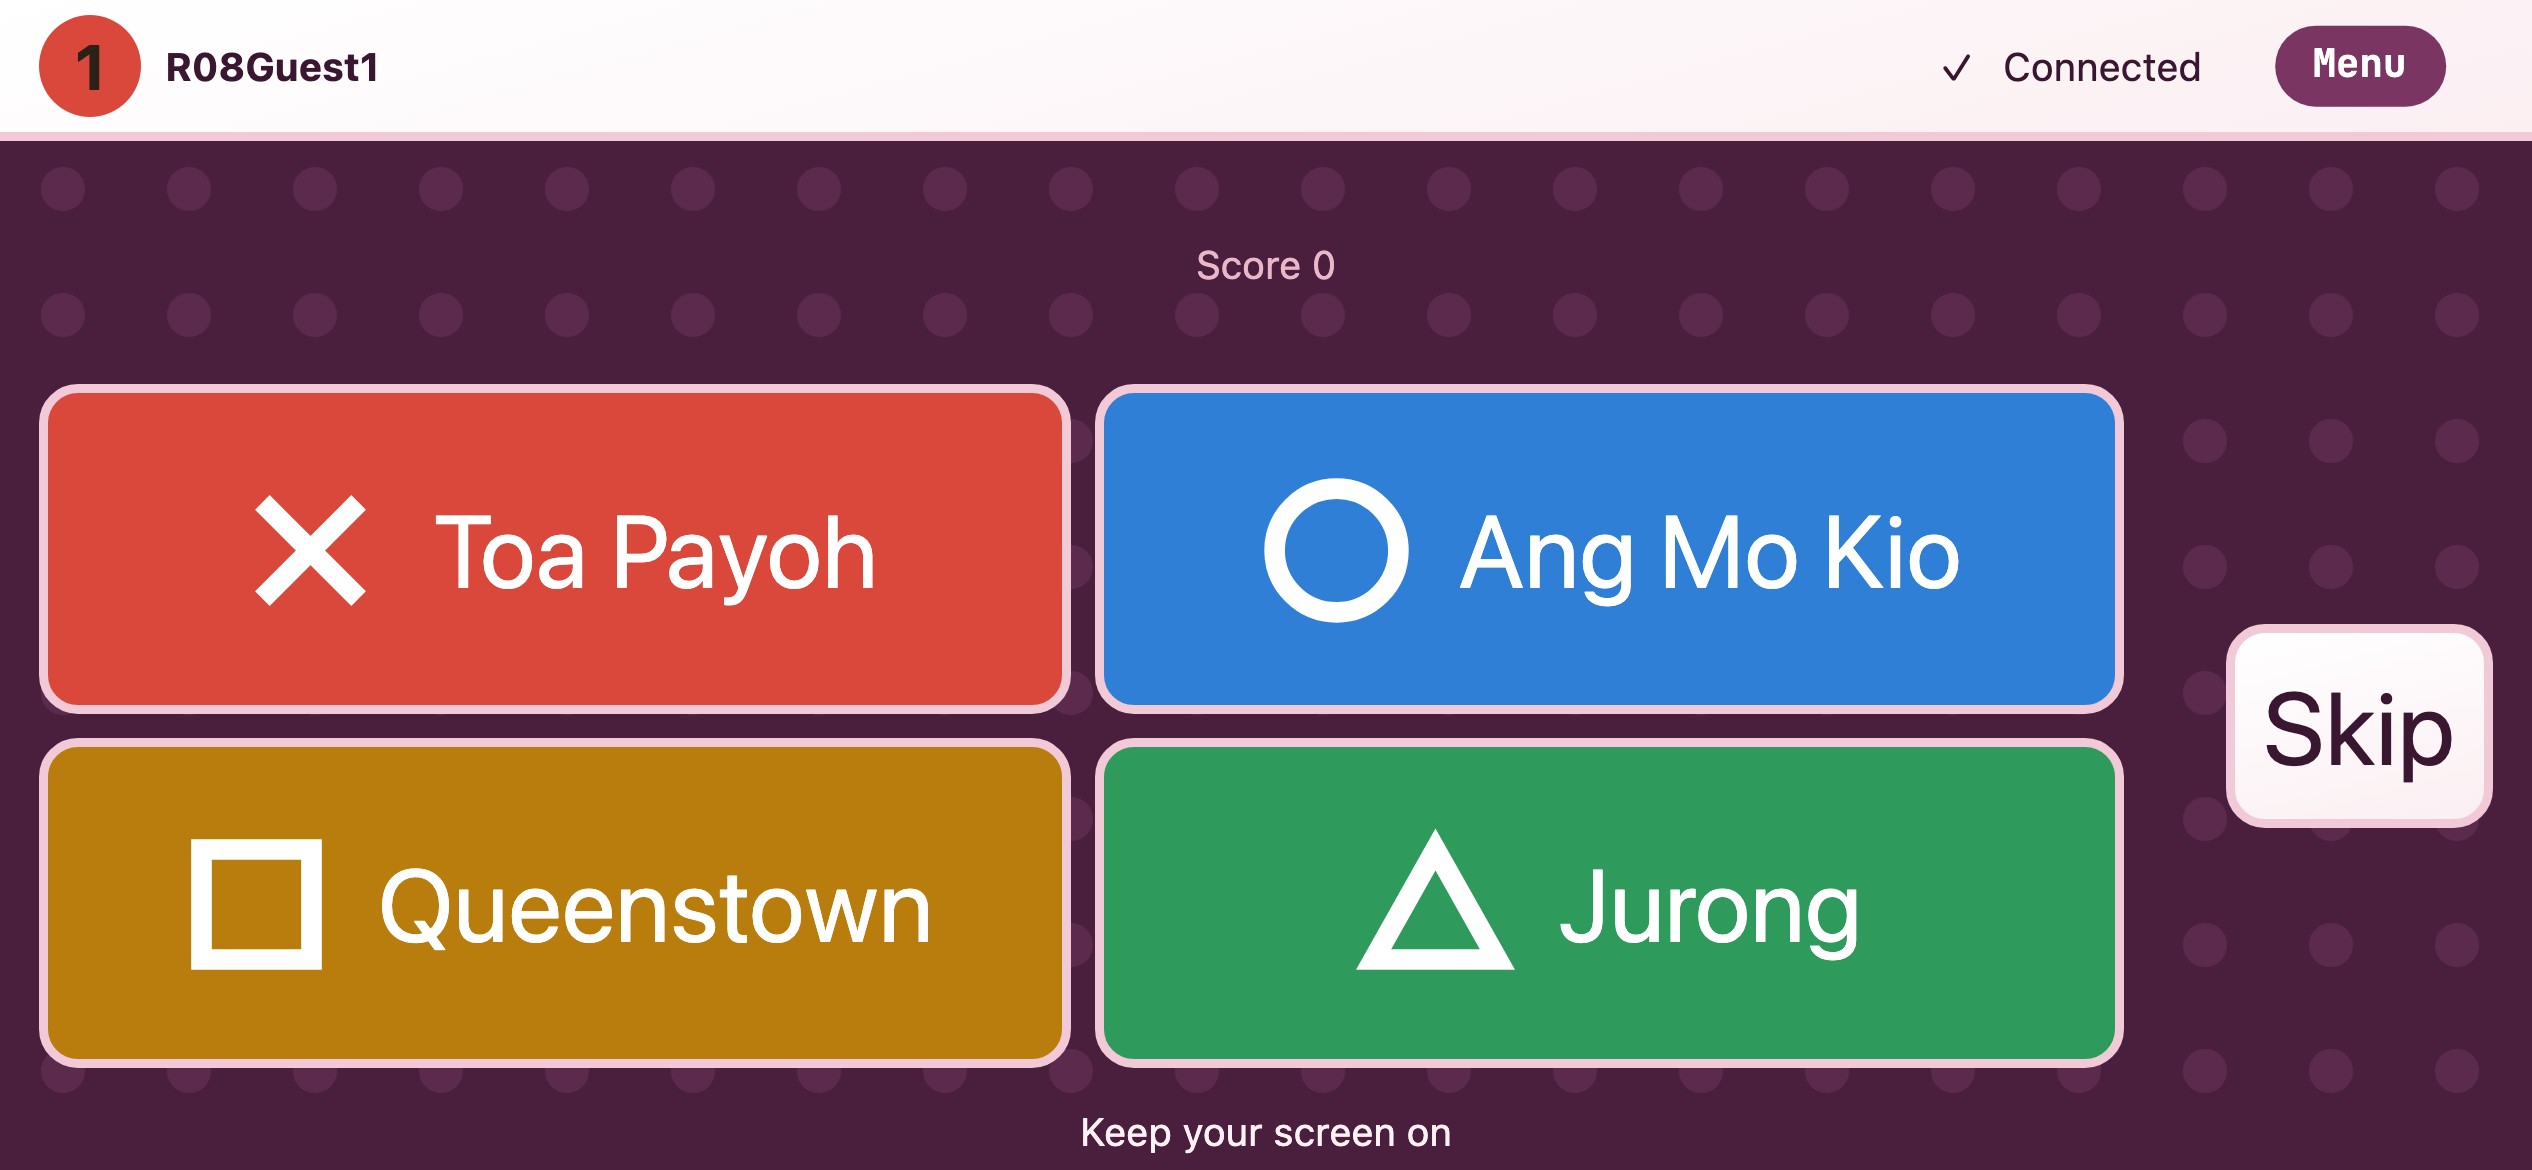 1 R08Guest1 ✓ Connected Menu
Score 0
Toa Payoh
Ang Mo Kio
Queenstown
Jurong
Skip
Keep your screen on